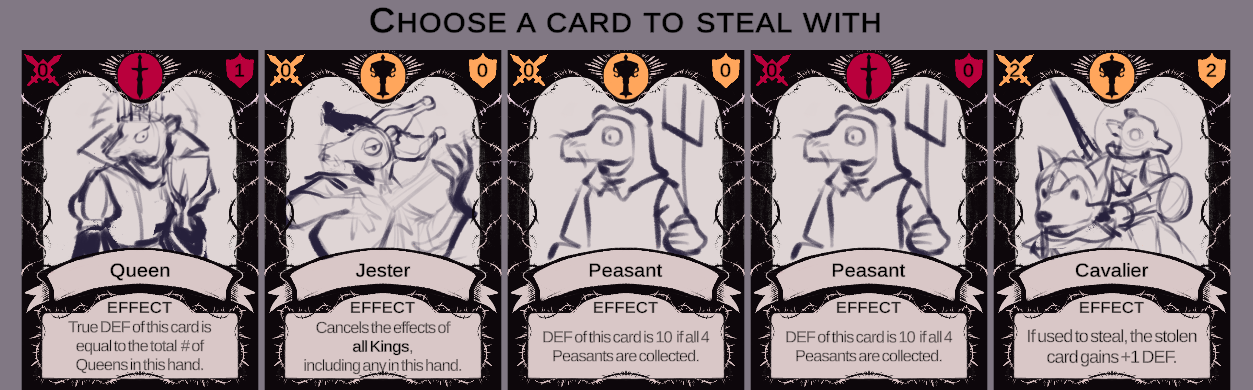 CHOOSE A CARD TO STEAL WITH
0 1
Queen
EFFECT
True DEF of this card is
equal to the total # of
Queens in this hand.
0 0
Jester
EFFECT
Cancels the effects of
all Kings,
including any in this hand.
0 0
Peasant
EFFECT
DEF of this card is 10 if all 4
Peasants are collected.
0 0
Peasant
EFFECT
DEF of this card is 10 if all 4
Peasants are collected.
2 2
Cavalier
EFFECT
If used to steal, the stolen
card gains +1 DEF.